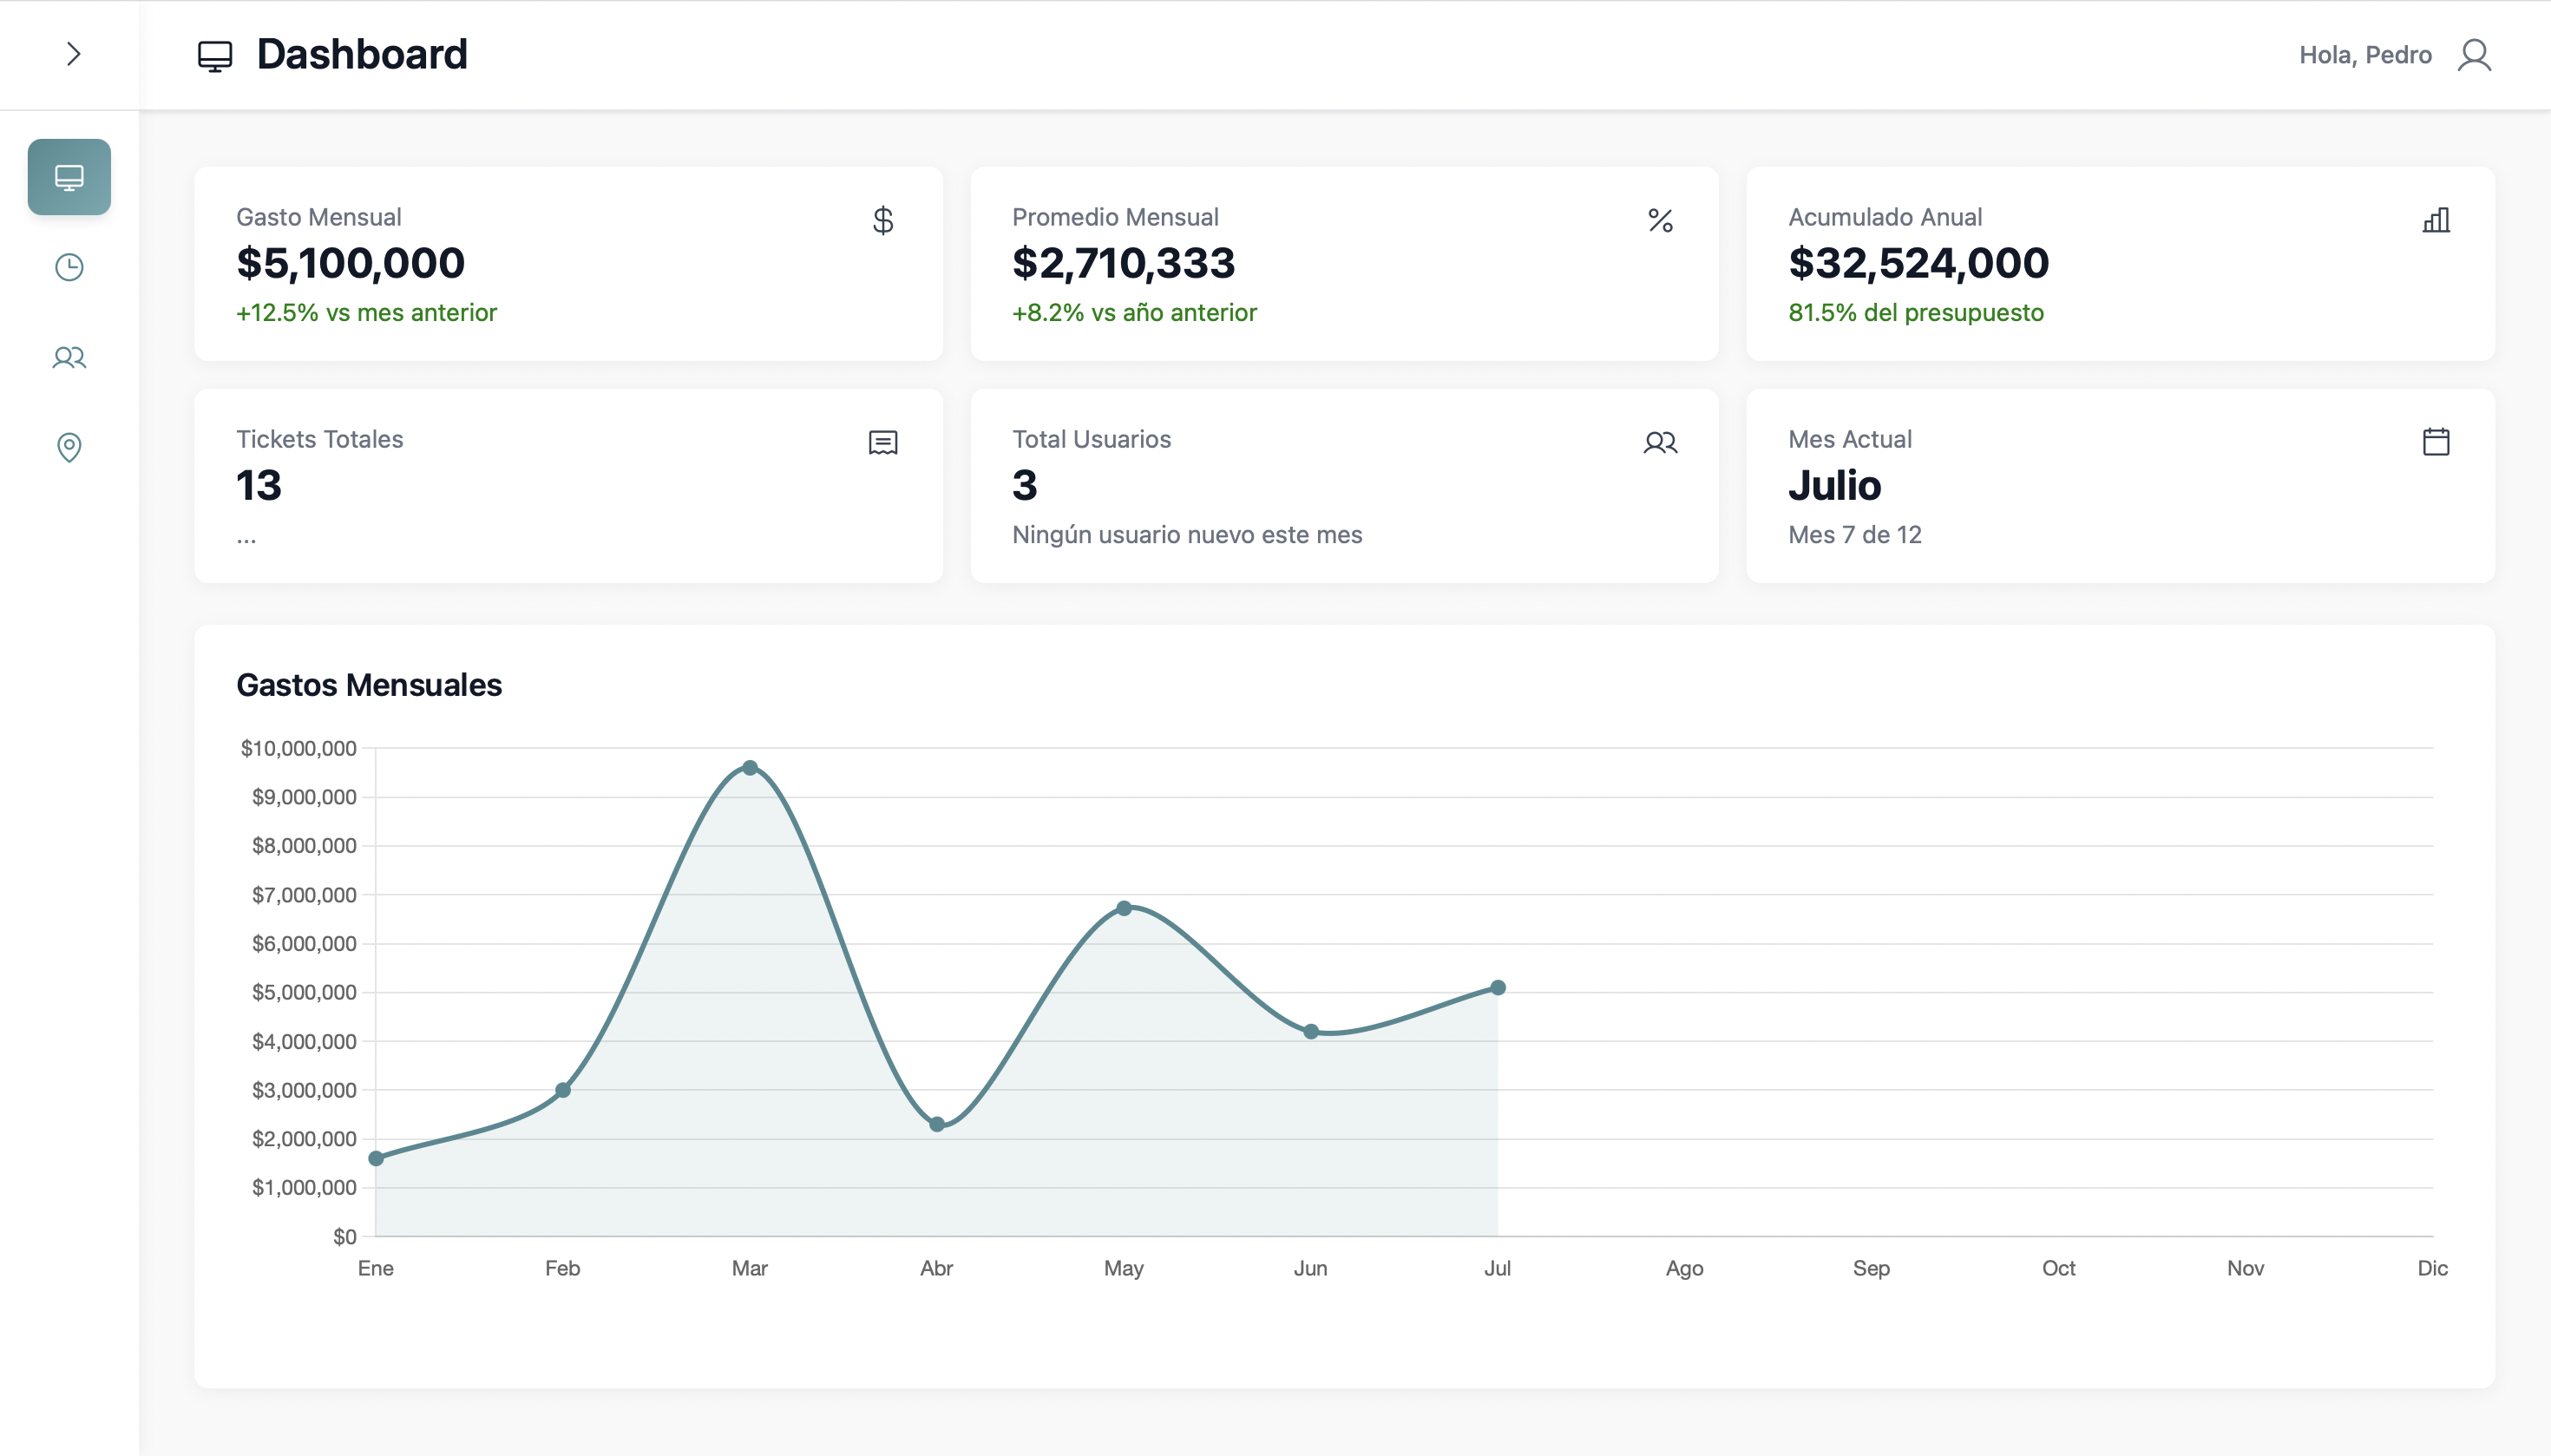 Dashboard
Hola, Pedro
Gasto Mensual
$5,100,000
+12.5% vs mes anterior
Promedio Mensual
$2,710,333
+8.2% vs año anterior
Acumulado Anual
$32,524,000
81.5% del presupuesto
Tickets Totales
13
...
Total Usuarios
3
Ningún usuario nuevo este mes
Mes Actual
Julio
Mes 7 de 12
Gastos Mensuales
$10,000,000
$9,000,000
$8,000,000
$7,000,000
$6,000,000
$5,000,000
$4,000,000
$3,000,000
$2,000,000
$1,000,000
$0
Ene Feb Mar Abr May Jun Jul Ago Sep Oct Nov Dic